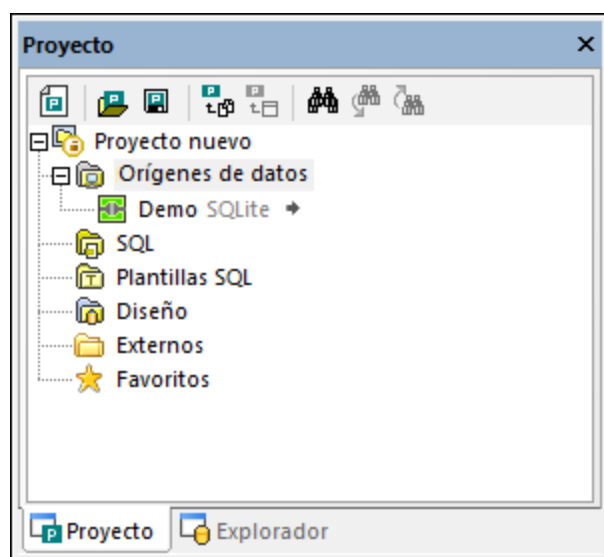 Proyecto
Proyecto nuevo
Orígenes de datos
Demo SQLite
SQL
Plantillas SQL
Diseño
Externos
Favoritos
Proyecto Explorador